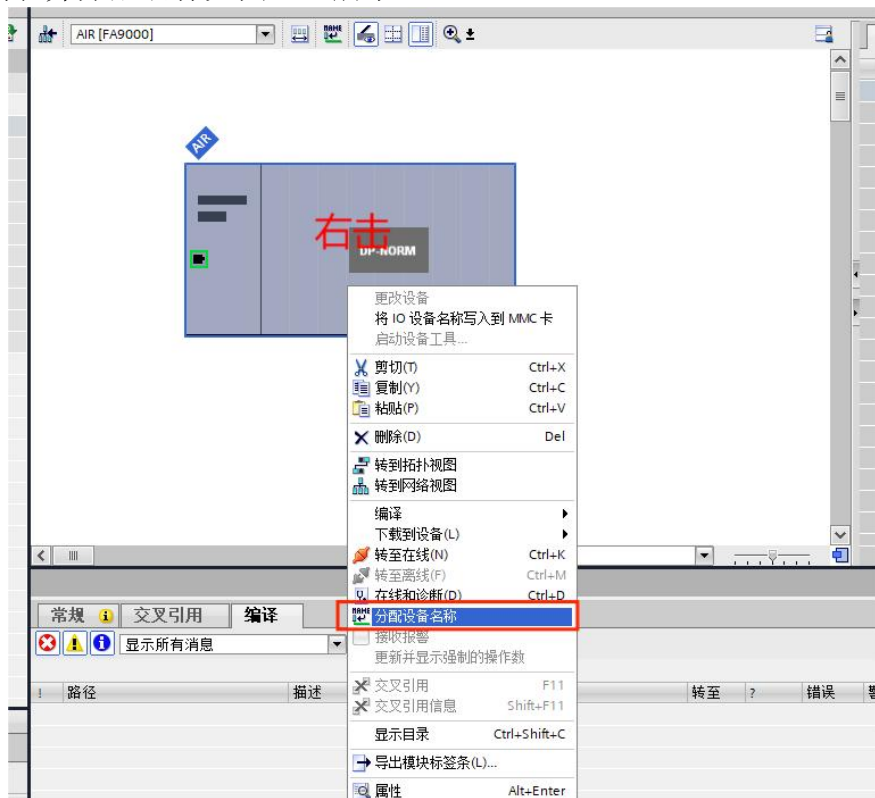 AIR [FA9000]
AIR
右击
DP-NORM
更改设备
将 IO 设备名称写入到 MMC 卡
启动设备工具...
剪切(T) Ctrl+X
复制(Y) Ctrl+C
粘贴(P) Ctrl+V
删除(D) Del
转到拓扑视图
转到网络视图
编译
下载到设备(L)
转至在线(N) Ctrl+K
转至离线(F) Ctrl+M
在线和诊断(D) Ctrl+D
分配设备名称
接收报警
更新并显示强制的操作数
交叉引用 F11
交叉引用信息 Shift+F11
显示目录 Ctrl+Shift+C
导出模块标签条(L)...
属性 Alt+Enter
常规 交叉引用 编译
显示所有消息
! 路径 描述 转至 ? 错误